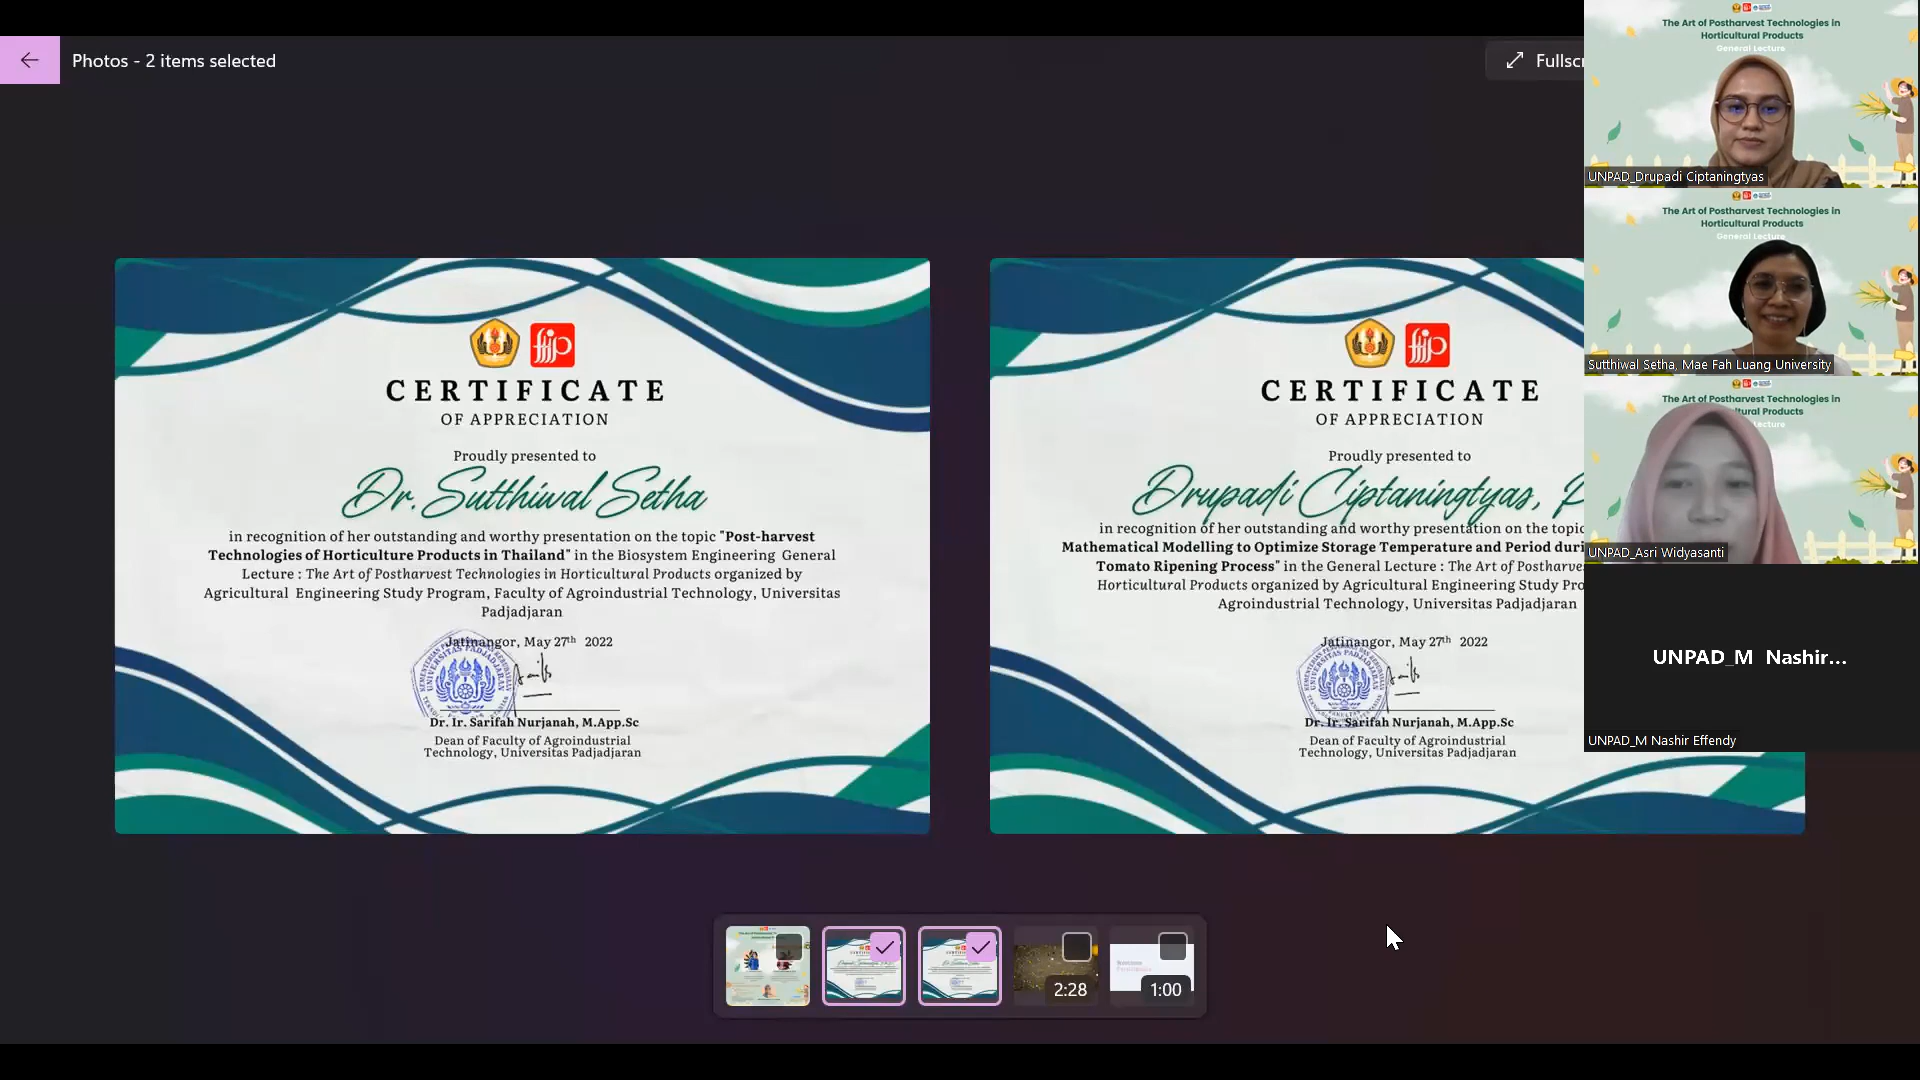 Photos - 2 items selected
Fullscr
CERTIFICATE
OF APPRECIATION
Proudly presented to
Dr. Sutthiwal Setha
in recognition of her outstanding and worthy presentation on the topic "Post-harvest
Technologies of Horticulture Products in Thailand" in the Biosystem Engineering General
Lecture : The Art of Postharvest Technologies in Horticultural Products organized by
Agricultural Engineering Study Program, Faculty of Agroindustrial Technology, Universitas
Padjadjaran
Jatinangor, May 27th 2022
UNIVERSITAS PADJADJARAN
Dr. Ir. Sarifah Nurjanah, M.App.Sc
Dean of Faculty of Agroindustrial
Technology, Universitas Padjadjaran
CERTIFICATE
OF APPRECIATION
Proudly presented to
Drupadi Ciptaningtyas, P
in recognition of her outstanding and worthy presentation on the topic
Mathematical Modelling to Optimize Storage Temperature and Period duri
Tomato Ripening Process" in the General Lecture : The Art of Postharves
Horticultural Products organized by Agricultural Engineering Study Pro
Agroindustrial Technology, Universitas Padjadjaran
Jatinangor, May 27th 2022
Dr. Ir. Sarifah Nurjanah, M.App.Sc
Dean of Faculty of Agroindustrial
Technology, Universitas Padjadjaran
The Art of Postharvest Technologies in
Horticultural Products
General Lecture
UNPAD_Drupadi Ciptaningtyas
The Art of Postharvest Technologies in
Horticultural Products
General Lecture
Sutthiwal Setha, Mae Fah Luang University
The Art of Postharvest Technologies in
tural Products
ecture
UNPAD_Asri Widyasanti
UNPAD_M Nashir...
UNPAD_M Nashir Effendy
2:28
1:00